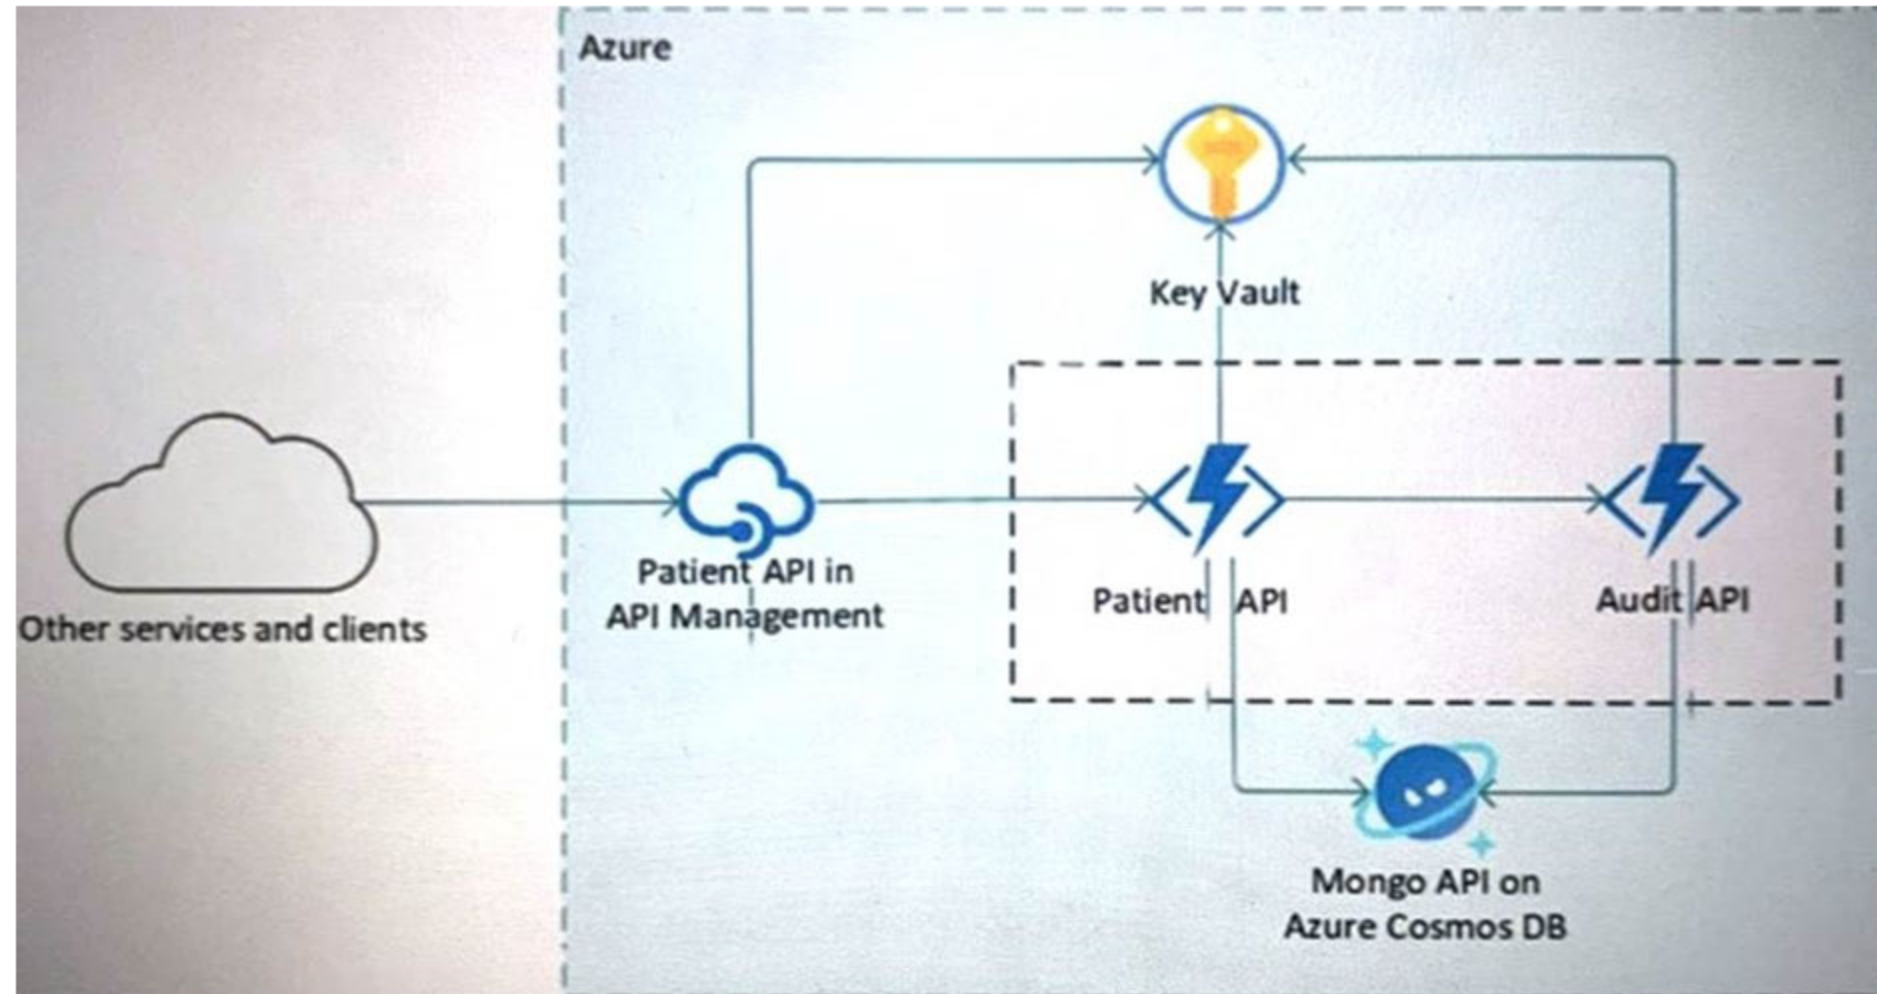 Azure
Key Vault
Other services and clients
Patient API in
API Management
Patient API
Audit API
Mongo API on
Azure Cosmos DB